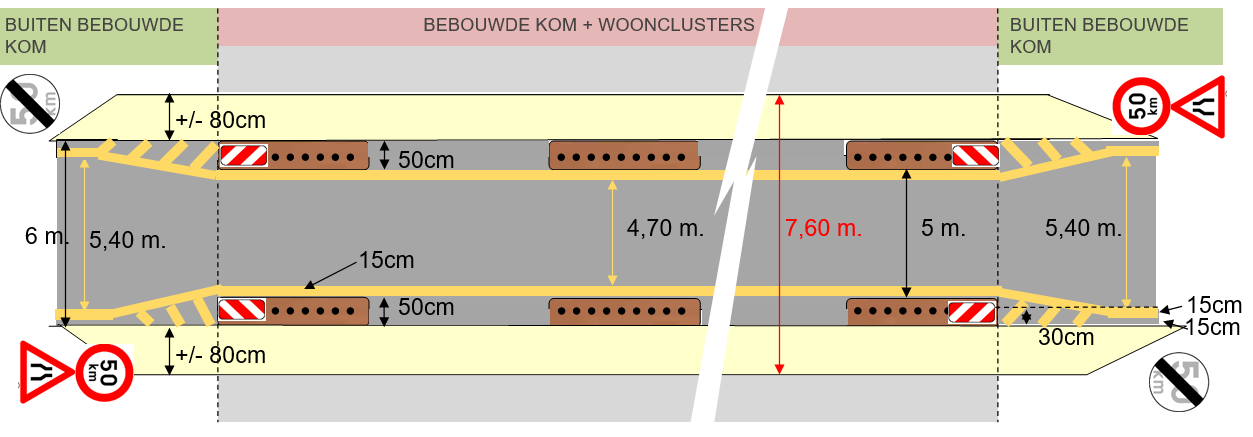 BUITEN BEBOUWDE
KOM
BEBOUWDE KOM + WOONCLUSTERS
BUITEN BEBOUWDE
KOM
50
km
50
km
+/- 80cm
50cm
6 m.
5,40 m.
4,70 m.
7,60 m.
5 m.
5,40 m.
15cm
50cm
15cm
15cm
30cm
+/- 80cm
50
km
50
km